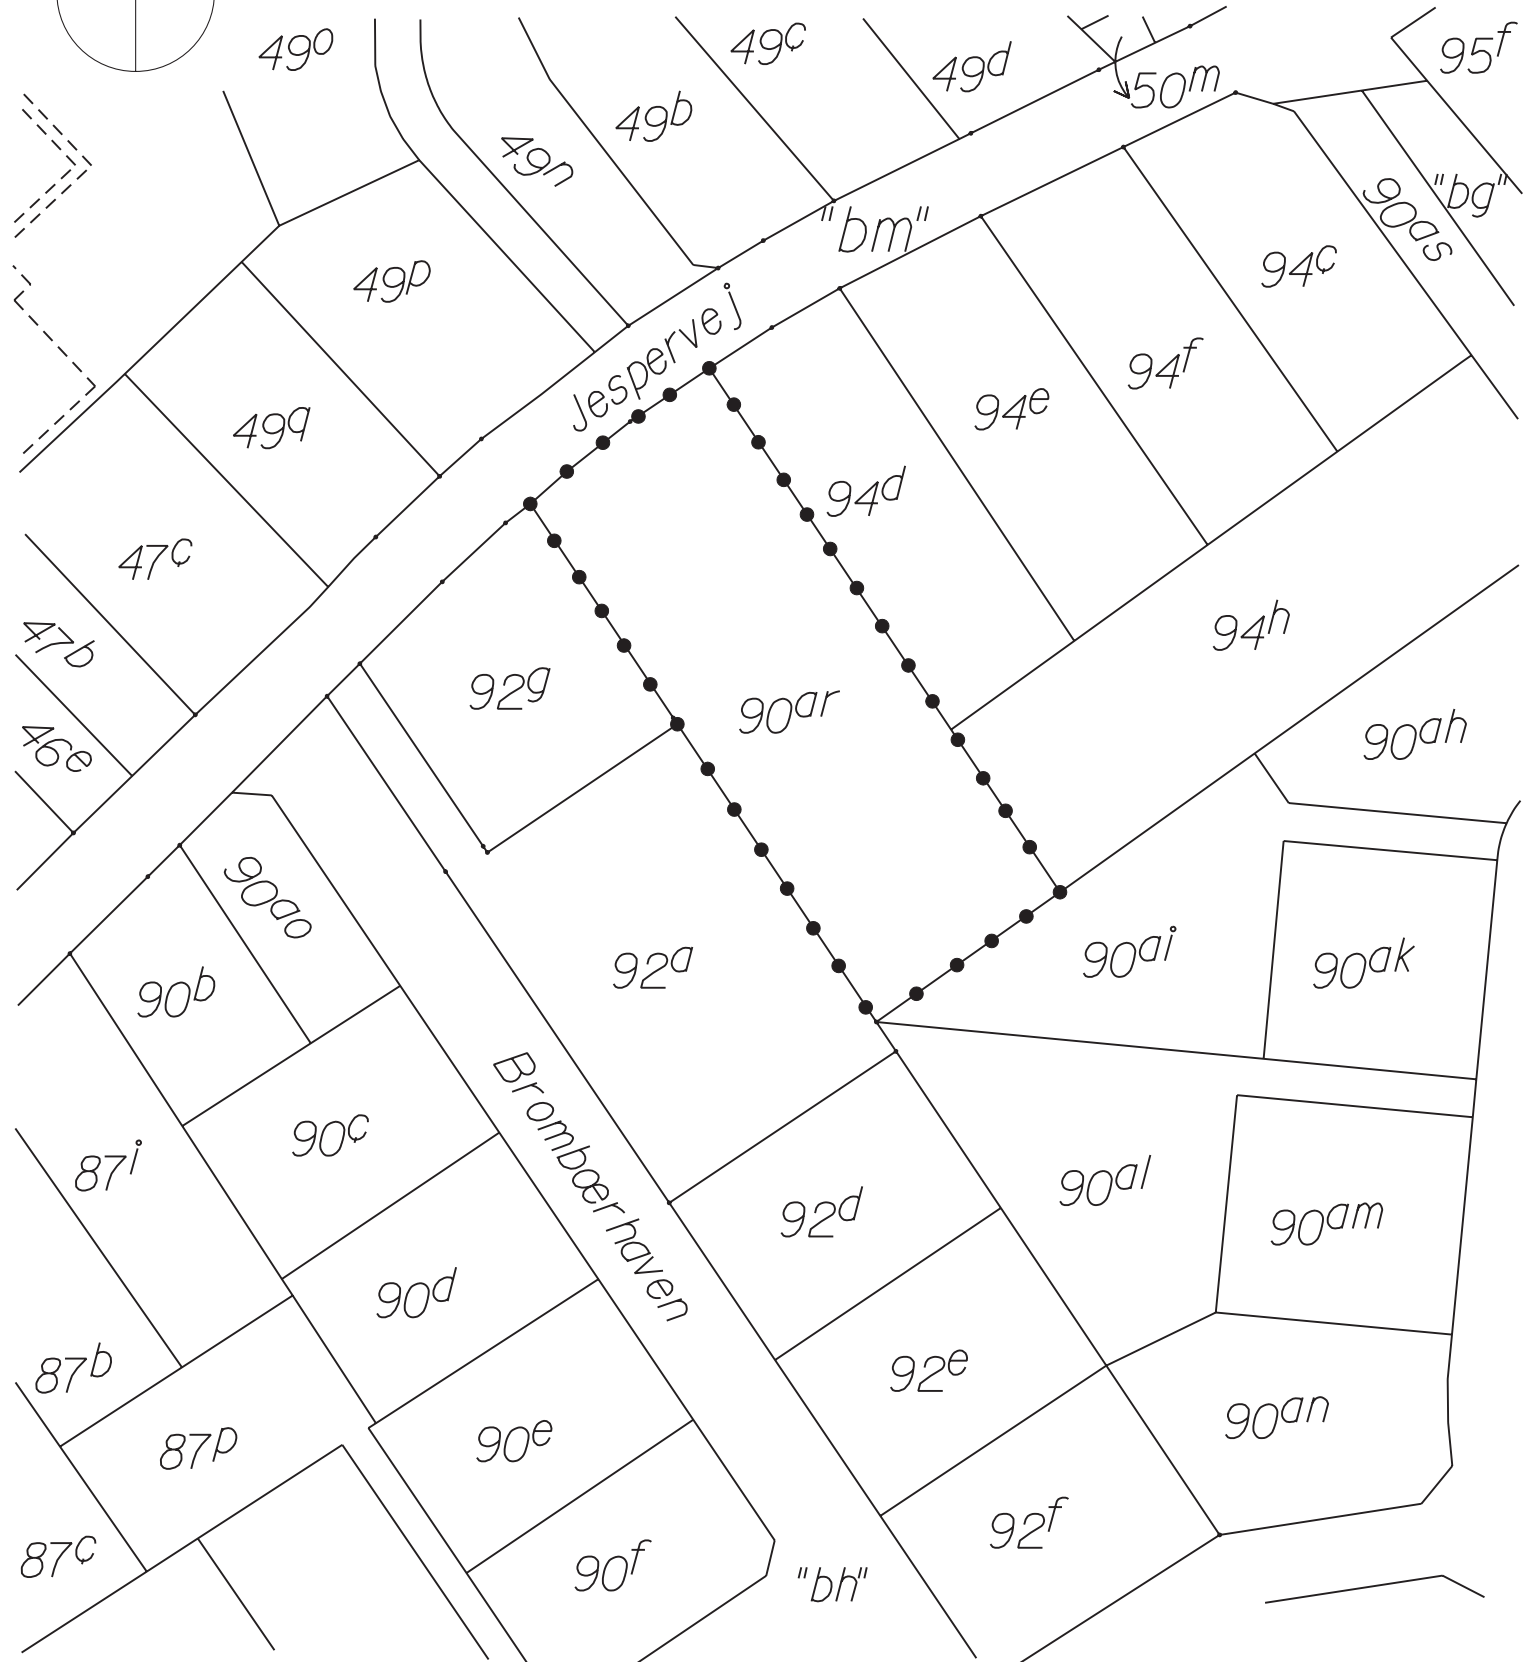 49o
49c
49d
95f
50m
49b
49n
"bg"
90as
"bm"
94c
49p
Jespervej
94f
94e
49q
94d
47c
94h
47b
92g
90ar
90ah
46e
90ao
90b
92a
90ai
90ak
Brombærhaven
90c
87i
90al
92d
90am
90d
87b
92e
90an
87p
90e
92f
87c
90f
"bh"